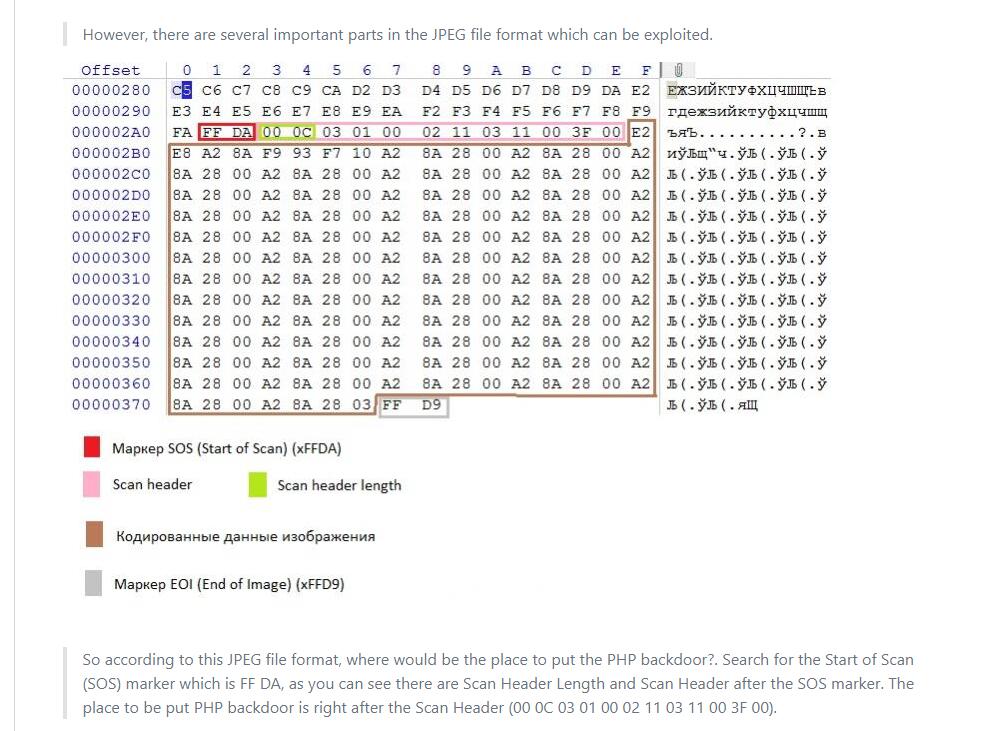 However, there are several important parts in the JPEG file format which can be exploited.
Offset 0 1 2 3 4 5 6 7 8 9 A B C D E F
00000280 C5 C6 C7 C8 C9 CA D2 D3 D4 D5 D6 D7 D8 D9 DA E2 ЕЖЗИЙКТУФХЦЧШЩЪв
00000290 E3 E4 E5 E6 E7 E8 E9 EA F2 F3 F4 F5 F6 F7 F8 F9 гдежзийктуфхцчшщ
000002A0 FA FF DA 00 0C 03 01 00 02 11 03 11 00 3F 00 E2 ъяЪ..........?.в
000002B0 E8 A2 8A F9 93 F7 10 A2 8A 28 00 A2 8A 28 00 A2 иўЉщ“ч.ўЉ(.ўЉ(.ў
000002C0 8A 28 00 A2 8A 28 00 A2 8A 28 00 A2 8A 28 00 A2 Љ(.ўЉ(.ўЉ(.ўЉ(.ў
000002D0 8A 28 00 A2 8A 28 00 A2 8A 28 00 A2 8A 28 00 A2 Љ(.ўЉ(.ўЉ(.ўЉ(.ў
000002E0 8A 28 00 A2 8A 28 00 A2 8A 28 00 A2 8A 28 00 A2 Љ(.ўЉ(.ўЉ(.ўЉ(.ў
000002F0 8A 28 00 A2 8A 28 00 A2 8A 28 00 A2 8A 28 00 A2 Љ(.ўЉ(.ўЉ(.ўЉ(.ў
00000300 8A 28 00 A2 8A 28 00 A2 8A 28 00 A2 8A 28 00 A2 Љ(.ўЉ(.ўЉ(.ўЉ(.ў
00000310 8A 28 00 A2 8A 28 00 A2 8A 28 00 A2 8A 28 00 A2 Љ(.ўЉ(.ўЉ(.ўЉ(.ў
00000320 8A 28 00 A2 8A 28 00 A2 8A 28 00 A2 8A 28 00 A2 Љ(.ўЉ(.ўЉ(.ўЉ(.ў
00000330 8A 28 00 A2 8A 28 00 A2 8A 28 00 A2 8A 28 00 A2 Љ(.ўЉ(.ўЉ(.ўЉ(.ў
00000340 8A 28 00 A2 8A 28 00 A2 8A 28 00 A2 8A 28 00 A2 Љ(.ўЉ(.ўЉ(.ўЉ(.ў
00000350 8A 28 00 A2 8A 28 00 A2 8A 28 00 A2 8A 28 00 A2 Љ(.ўЉ(.ўЉ(.ўЉ(.ў
00000360 8A 28 00 A2 8A 28 00 A2 8A 28 00 A2 8A 28 00 A2 Љ(.ўЉ(.ўЉ(.ўЉ(.ў
00000370 8A 28 00 A2 8A 28 03 FF D9 Љ(.ўЉ(.яЩ
Маркер SOS (Start of Scan) (xFFDA)
Scan header Scan header length
Кодированные данные изображения
Маркер EOI (End of Image) (xFFD9)
So according to this JPEG file format, where would be the place to put the PHP backdoor?. Search for the Start of Scan
(SOS) marker which is FF DA, as you can see there are Scan Header Length and Scan Header after the SOS marker. The
place to be put PHP backdoor is right after the Scan Header (00 0C 03 01 00 02 11 03 11 00 3F 00).